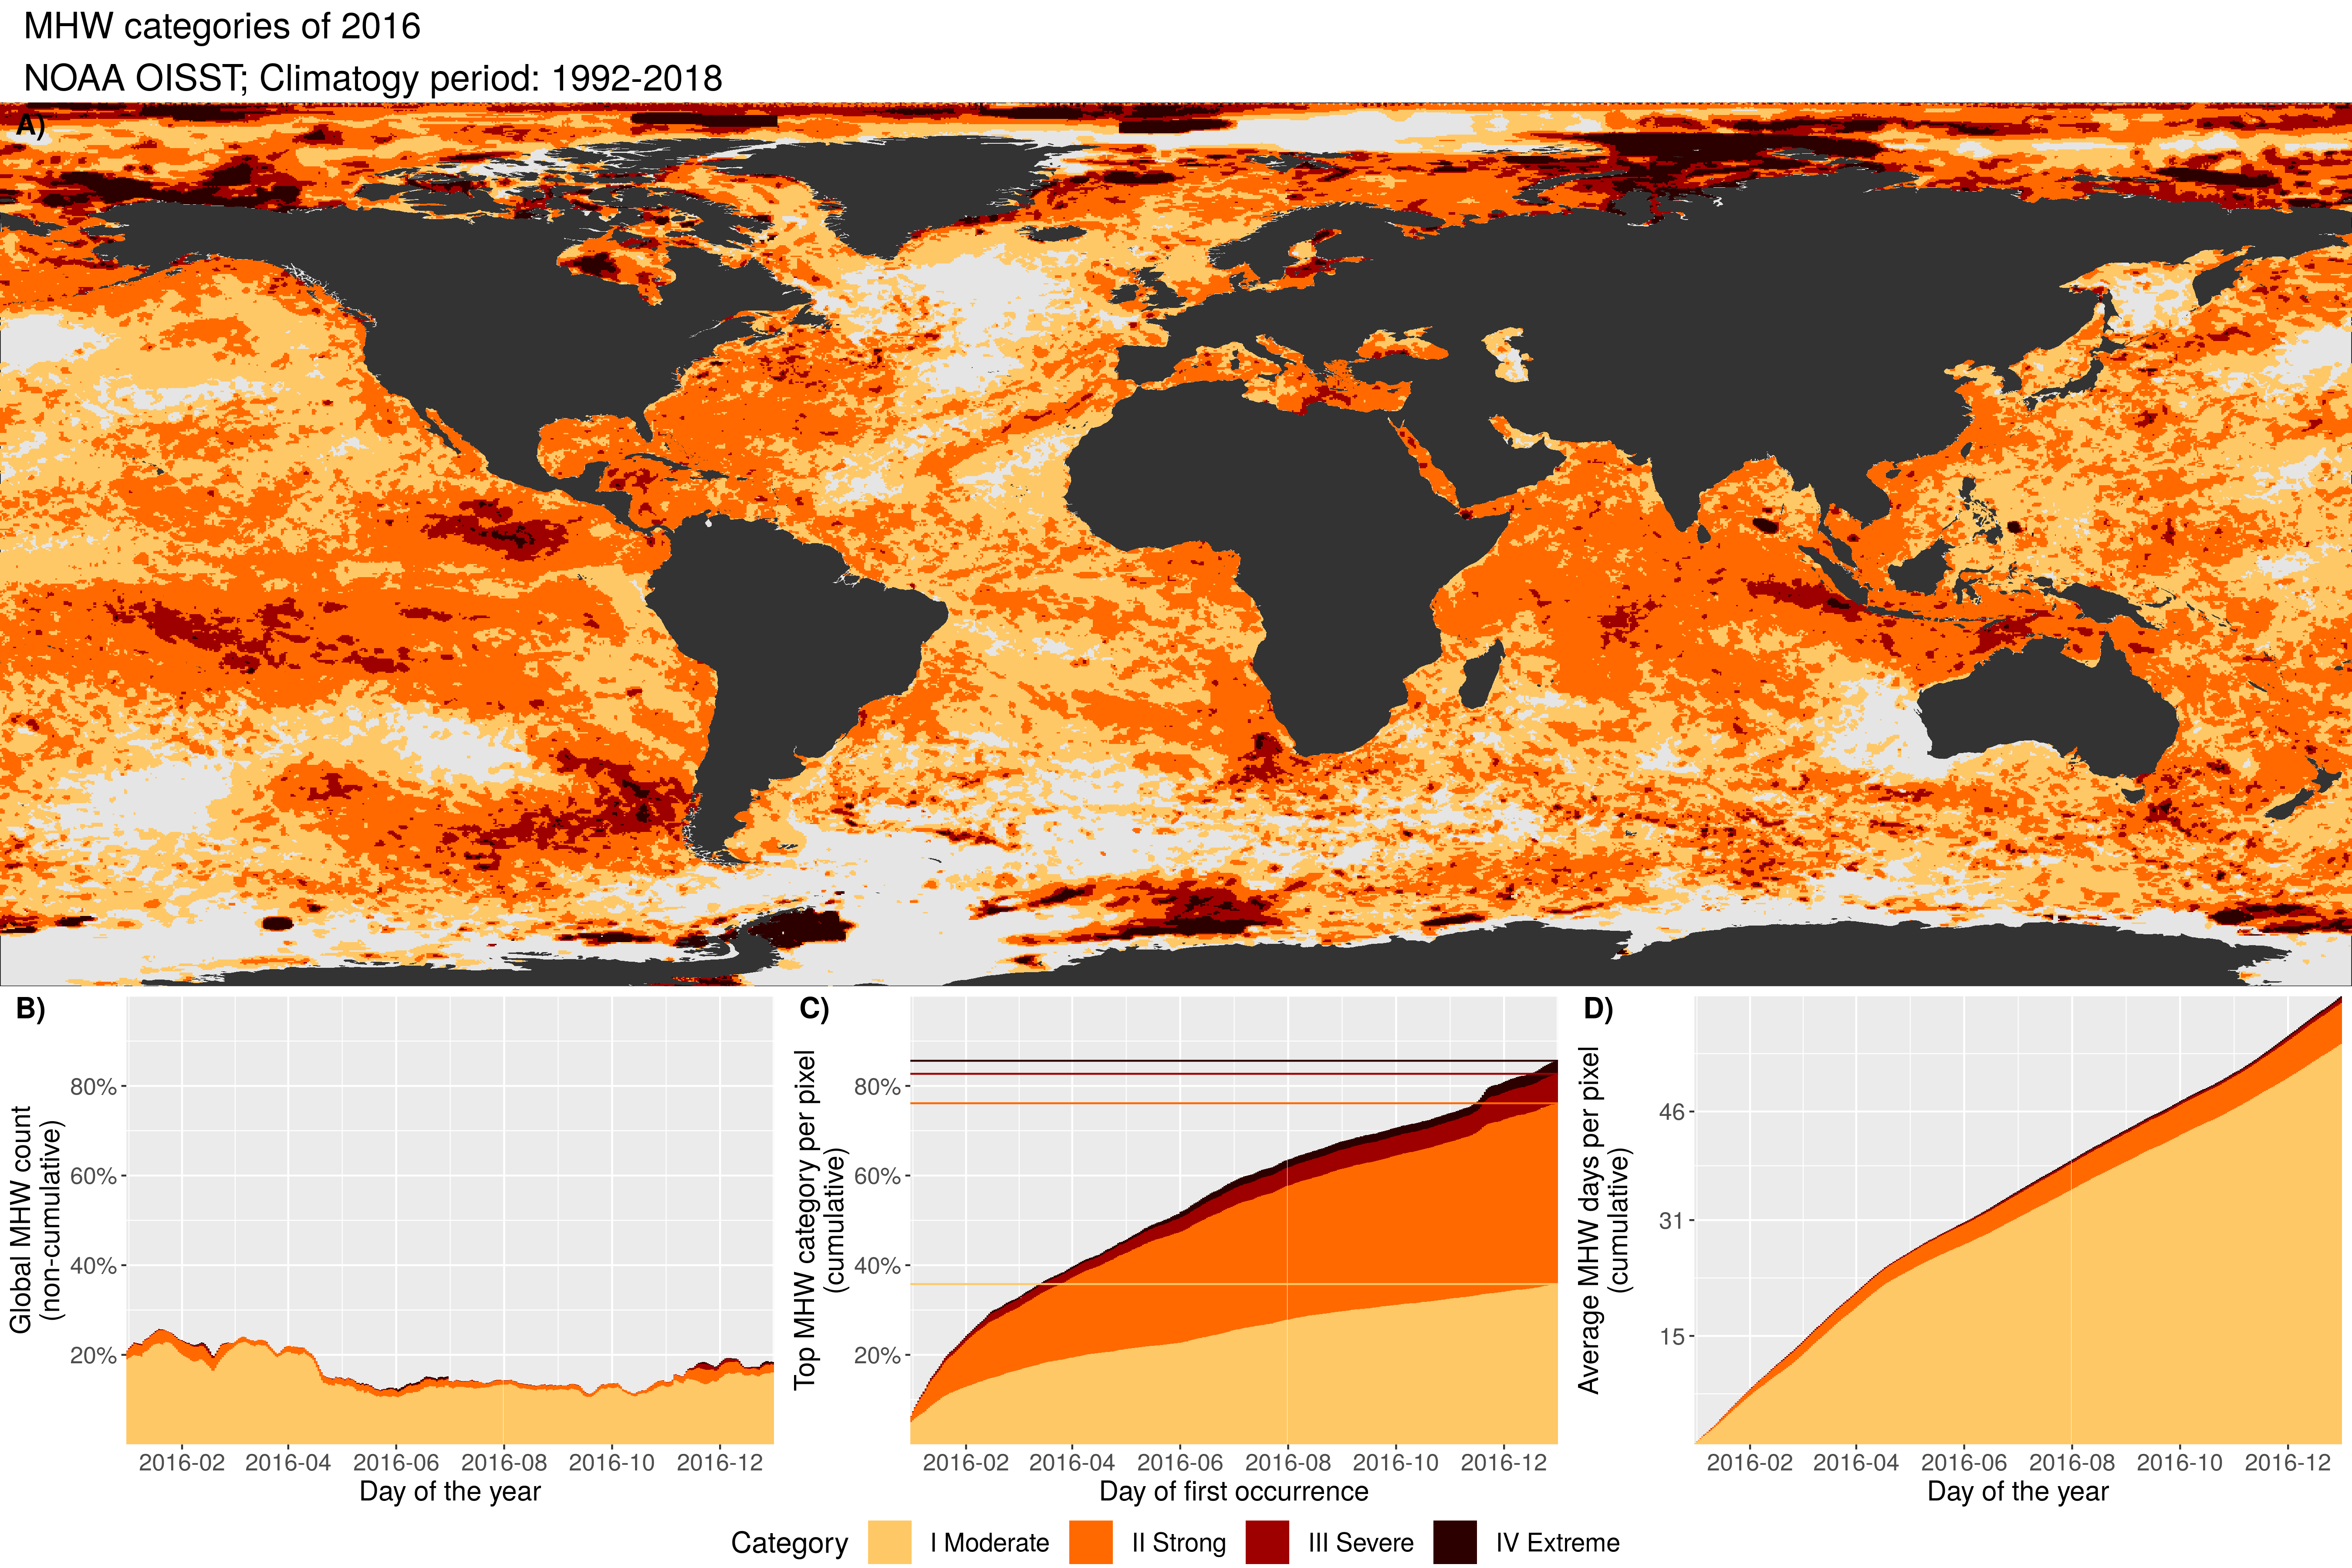 MHW categories of 2016
NOAA OISST; Climatogy period: 1992-2018
A)
B)
Global MHW count
(non-cumulative)
80%
60%
40%
20%
2016-02 2016-04 2016-06 2016-08 2016-10 2016-12
Day of the year
C)
Top MHW category per pixel
(cumulative)
80%
60%
40%
20%
2016-02 2016-04 2016-06 2016-08 2016-10 2016-12
Day of first occurrence
D)
Average MHW days per pixel
(cumulative)
46
31
15
2016-02 2016-04 2016-06 2016-08 2016-10 2016-12
Day of the year
Category I Moderate II Strong III Severe IV Extreme